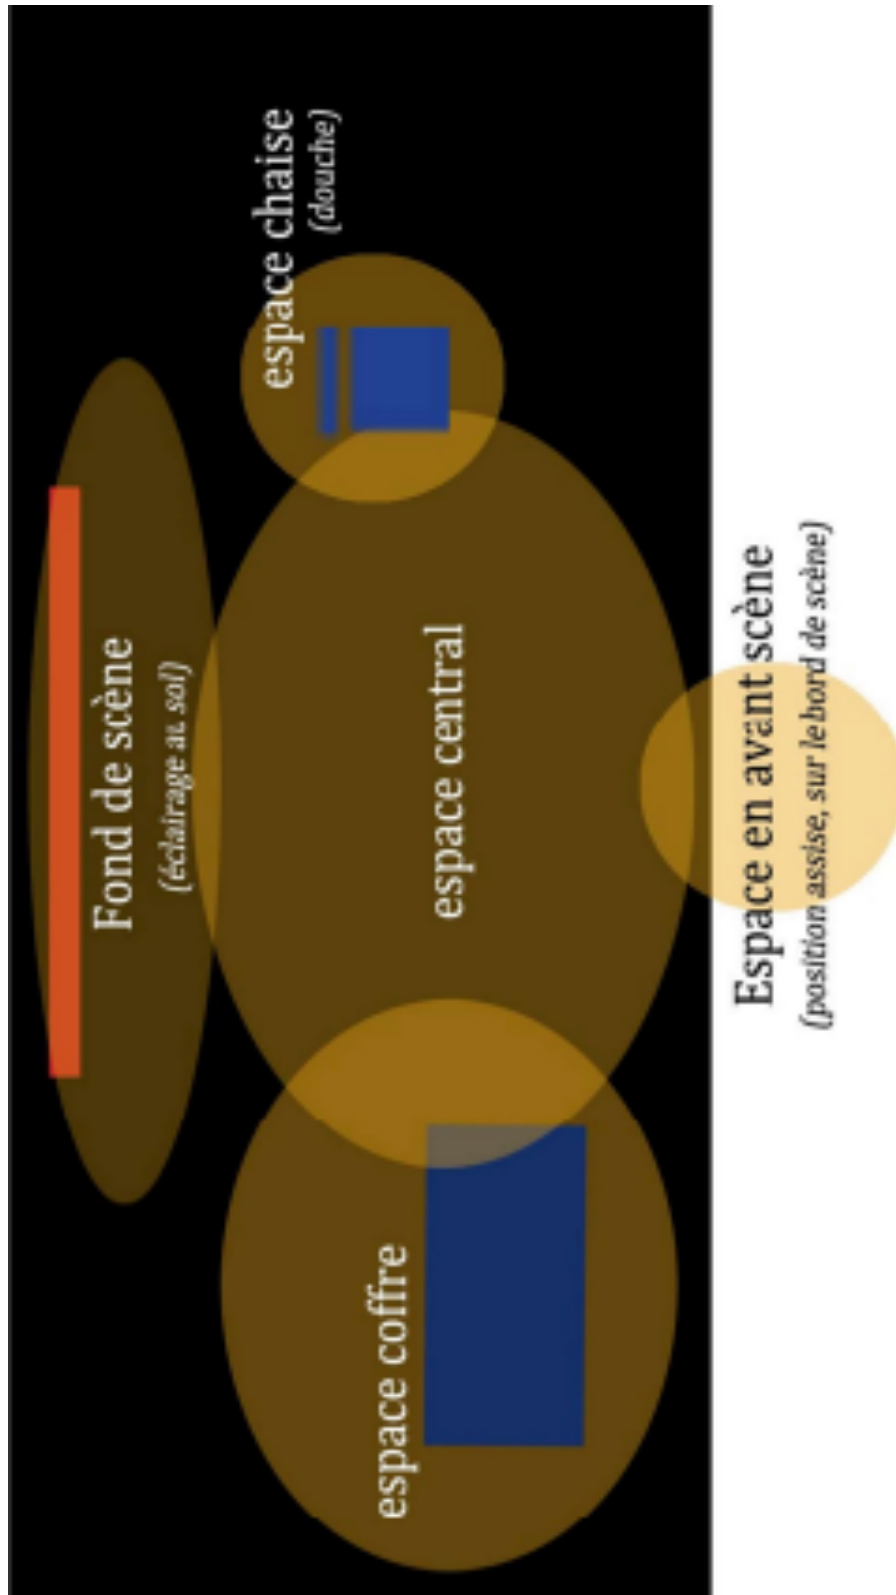 Fond de scène
(éclairage au sol)
espace chaise
(douche)
espace coffre
espace central
Espace en avant scène
(position assise, sur le bord de scène)